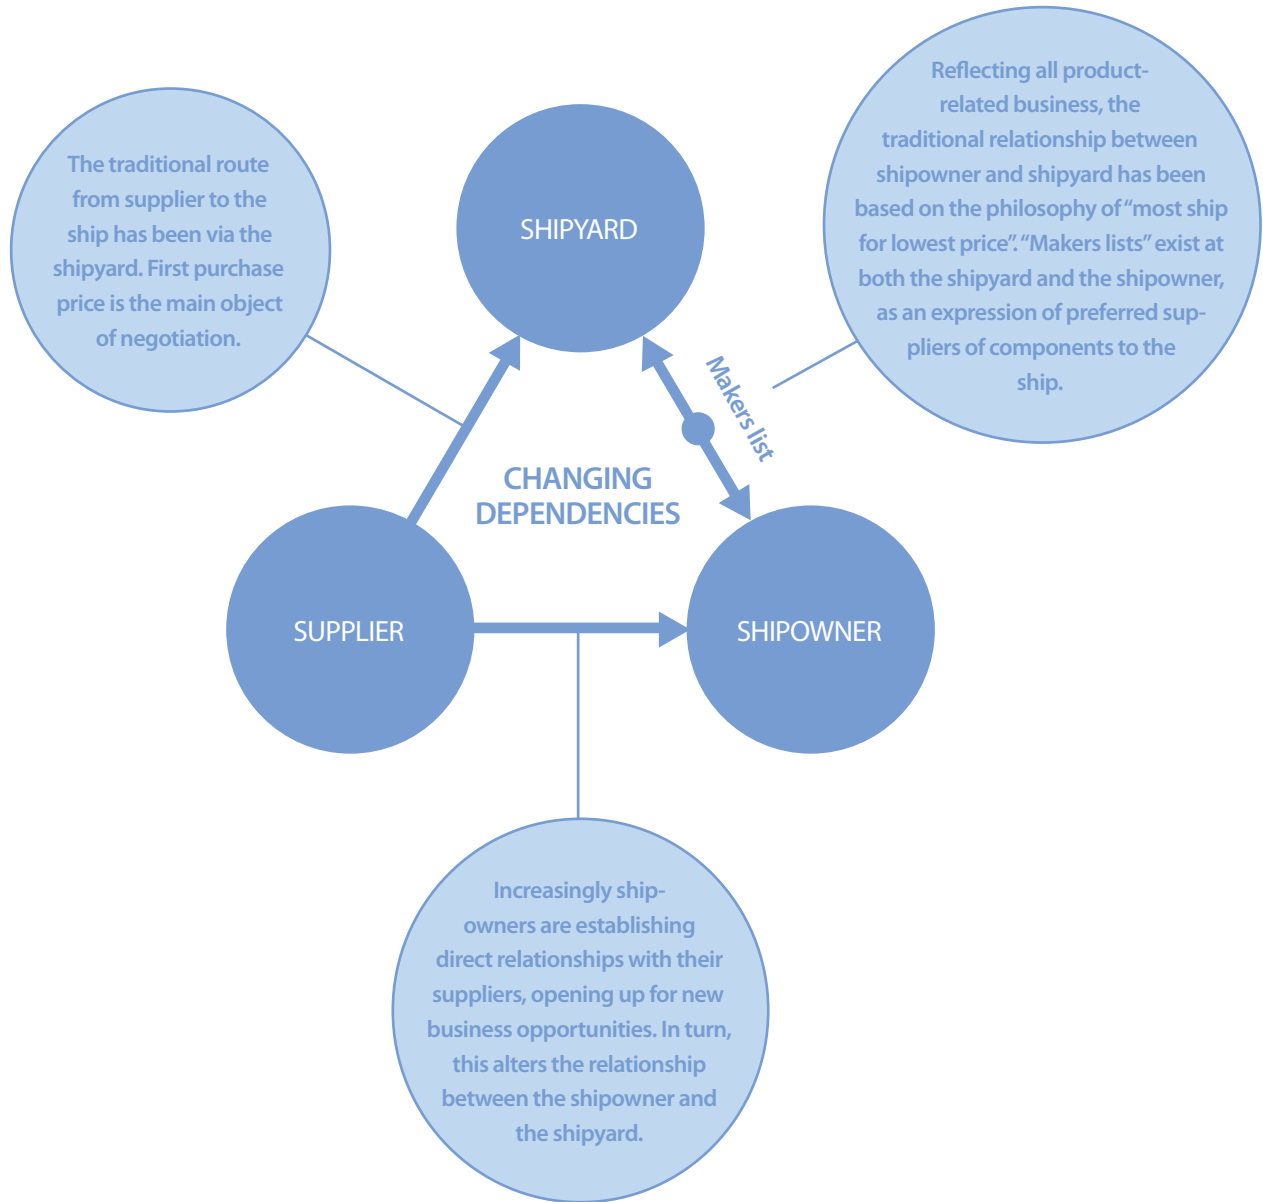 Reflecting all product-
related business, the
traditional relationship between
shipowner and shipyard has been
based on the philosophy of “most ship
for lowest price”. “Makers lists” exist at
both the shipyard and the shipowner,
as an expression of preferred sup-
pliers of components to the
ship.
The traditional route
from supplier to the
ship has been via the
shipyard. First purchase
price is the main object
of negotiation.
SHIPYARD
Makers list
CHANGING
DEPENDENCIES
SUPPLIER
SHIPOWNER
Increasingly ship-
owners are establishing
direct relationships with their
suppliers, opening up for new
business opportunities. In turn,
this alters the relationship
between the shipowner and
the shipyard.